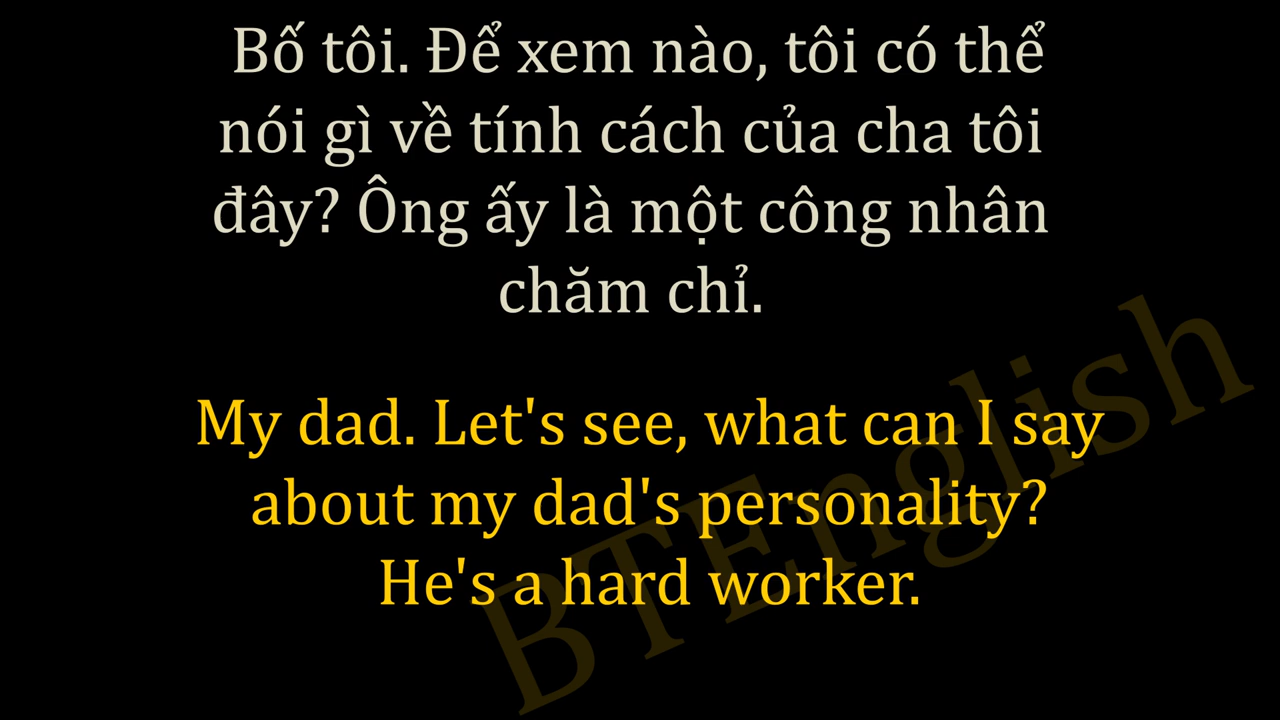 Bố tôi. Để xem nào, tôi có thể
nói gì về tính cách của cha tôi
đây? Ông ấy là một công nhân
chăm chỉ.
My dad. Let's see, what can I say
about my dad's personality?
He's a hard worker.
BTEnglish